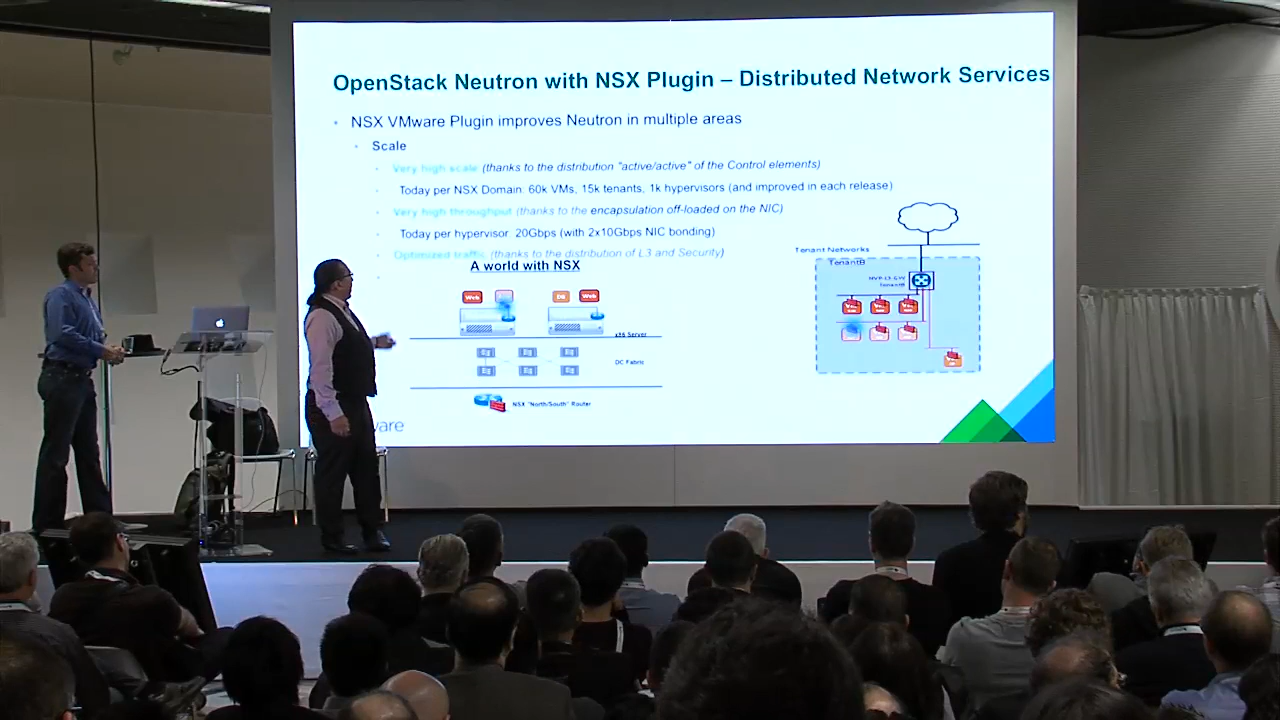 OpenStack Neutron with NSX Plugin – Distributed Network Services
NSX VMware Plugin improves Neutron in multiple areas
Scale
Very high scale (thanks to the distribution "active/active" of the Control elements)
Today per NSX Domain: 60k VMs, 15k tenants, 1k hypervisors (and improved in each release)
Very high throughput (thanks to the encapsulation off-loaded on the NIC)
Today per hypervisor: 20Gbps (with 2x10Gbps NIC bonding)
Optimized traffic (thanks to the distribution of L3 and Security)
A world with NSX
Web
DB
Web
x86 Server
DC Fabric
NSX "North/South" Router
Tenant Networks
TenantB
TenantB
ware